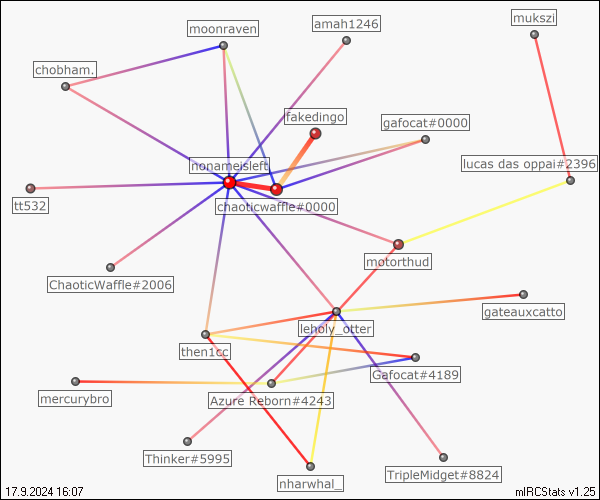 amah1246
mukszi
moonraven
chobham.
fakedingo
gafocat#0000
nonameisleft
lucas das oppai#2396
tt532
chaoticwaffle#0000
motorthud
ChaoticWaffle#2006
gateauxcatto
leholy_otter
then1cc
Gafocat#4189
mercurybro
Azure Reborn#4243
Thinker#5995
TripleMidget#8824
nharwhal_
17.9.2024 16:07
mIRCStats v1.25